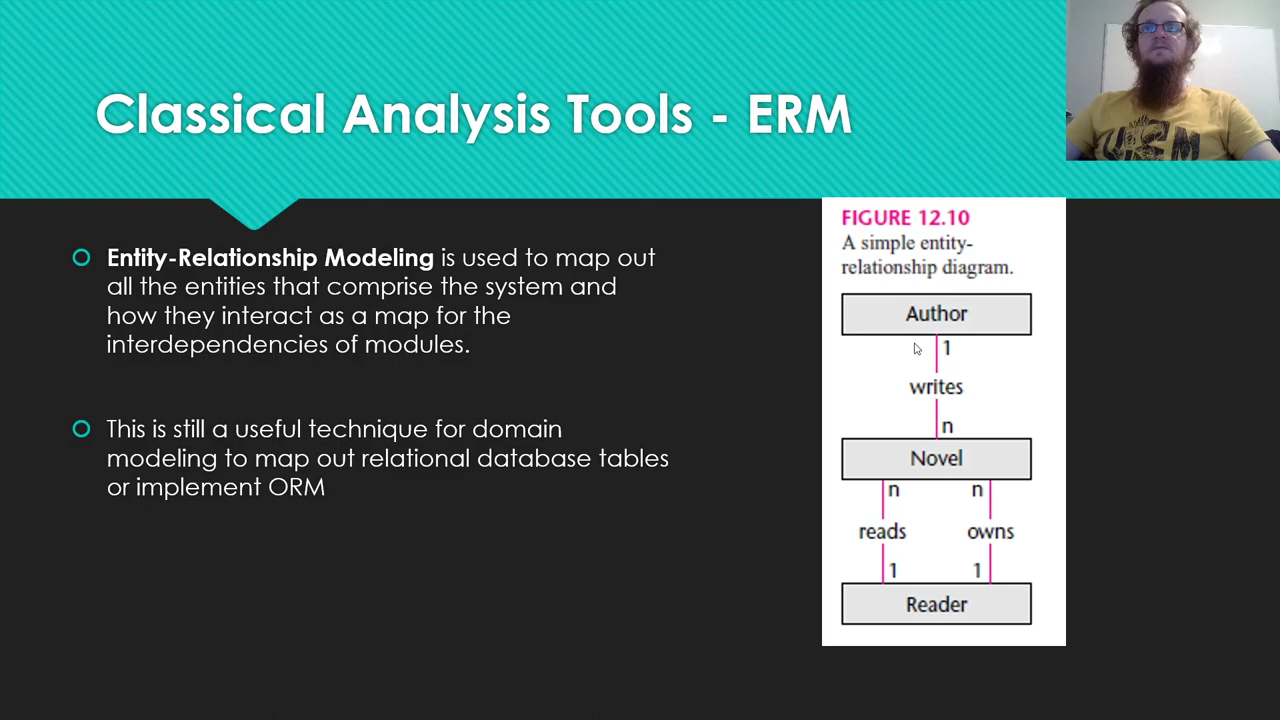 Classical Analysis Tools - ERM
Entity-Relationship Modeling is used to map out
all the entities that comprise the system and
how they interact as a map for the
interdependencies of modules.
This is still a useful technique for domain
modeling to map out relational database tables
or implement ORM
FIGURE 12.10
A simple entity-
relationship diagram.
Author
1
writes
n
Novel
n n
reads owns
1 1
Reader